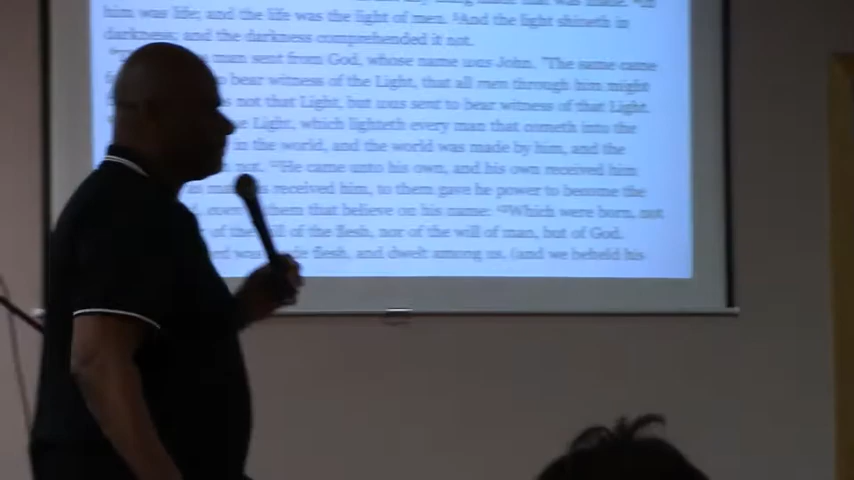 him was life, and the life was the light of men. ⁵And the light shineth in
darkness; and the darkness comprehended it not.
man sent from God, whose name was John. ⁷The same came
bear witness of the Light, that all men through him might
not that Light, but was sent to bear witness of that Light.
Light, which lighteth every man that cometh into the
in the world, and the world was made by him, and the
not. ¹¹He came unto his own, and his own received him
received him, to them gave he power to become the
them that believe on his name: ¹³Which were born, not
of the flesh, nor of the will of man, but of God.
flesh, and dwelt among us, (and we beheld his